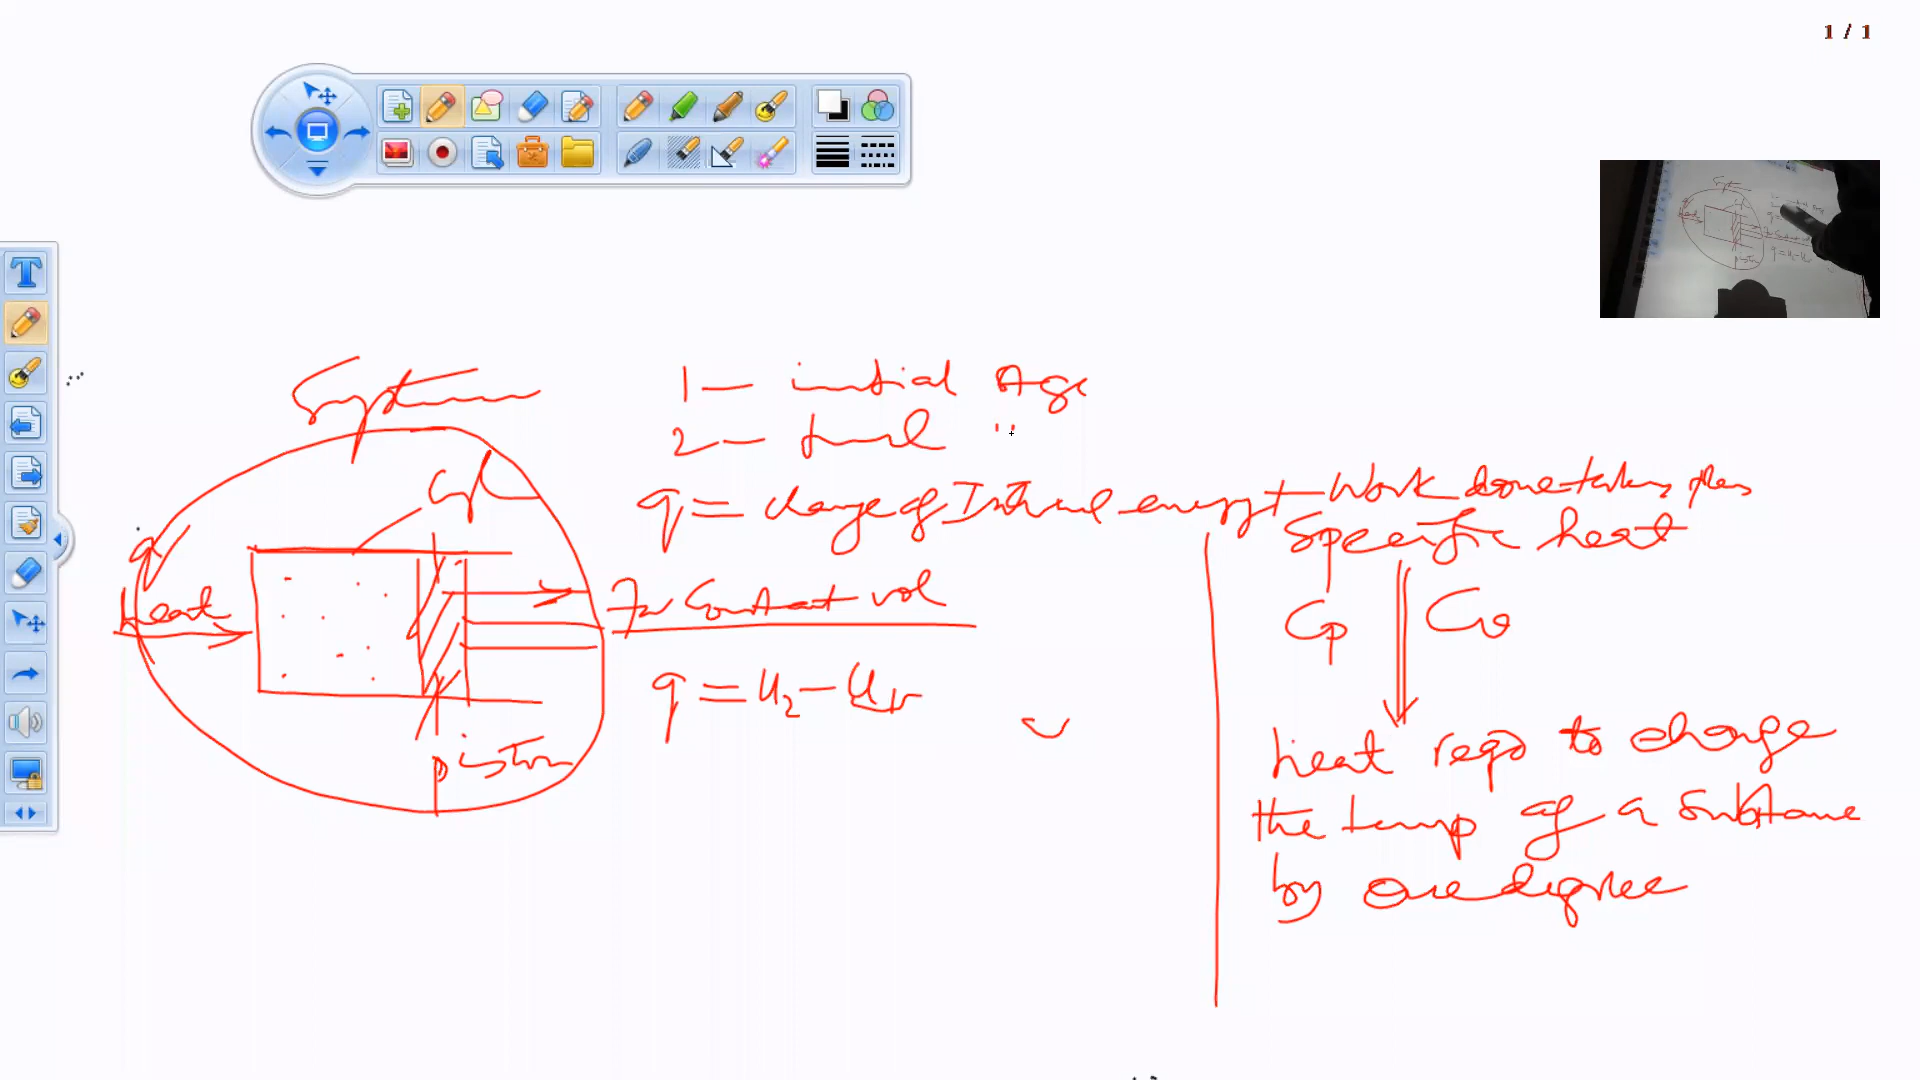 1 / 1
System
1 — initial stage
2 — final "
cyl
q = change of Internal energy + Work done taking place
Specific heat
q
heat
For Constant vol
Cp Cv
q = u2 - u1
piston
heat reqd to change
the temp of a substance
by one degree